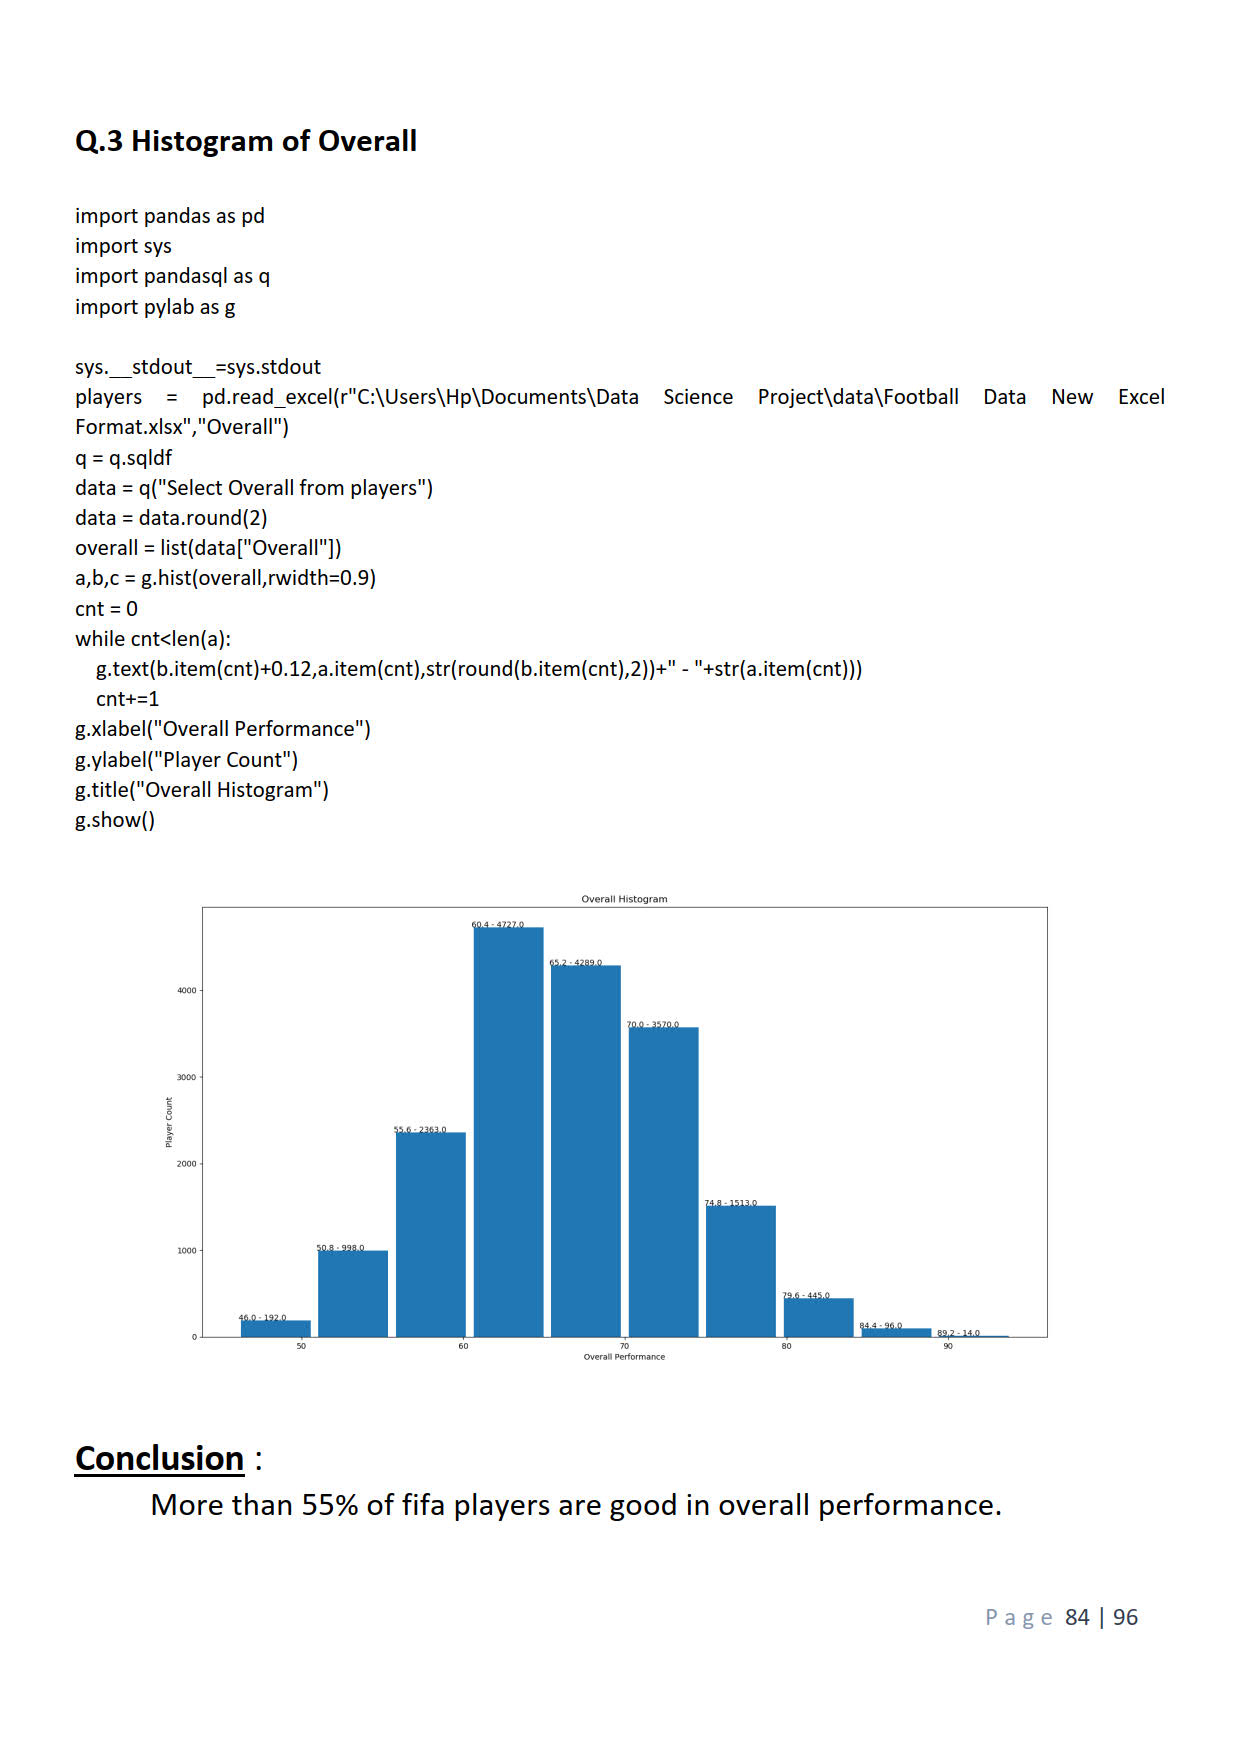 Q.3 Histogram of Overall
import pandas as pd
import sys
import pandasql as q
import pylab as g
sys.__stdout__=sys.stdout
players = pd.read_excel(r"C:\Users\Hp\Documents\Data Science Project\data\Football Data New Excel
Format.xlsx","Overall")
q = q.sqldf
data = q("Select Overall from players")
data = data.round(2)
overall = list(data["Overall"])
a,b,c = g.hist(overall,rwidth=0.9)
cnt = 0
while cnt<len(a):
    g.text(b.item(cnt)+0.12,a.item(cnt),str(round(b.item(cnt),2))+" - "+str(a.item(cnt)))
    cnt+=1
g.xlabel("Overall Performance")
g.ylabel("Player Count")
g.title("Overall Histogram")
g.show()
Overall Histogram
60.4 - 4727.0
65.2 - 4289.0
4000
70.0 - 3570.0
3000
Player Count
55.6 - 2363.0
2000
74.8 - 1513.0
50.8 - 998.0
1000
79.6 - 445.0
46.0 - 192.0
84.4 - 96.0
89.2 - 14.0
0
50 60 70 80 90
Overall Performance
Conclusion :
More than 55% of fifa players are good in overall performance.
Page 84 | 96